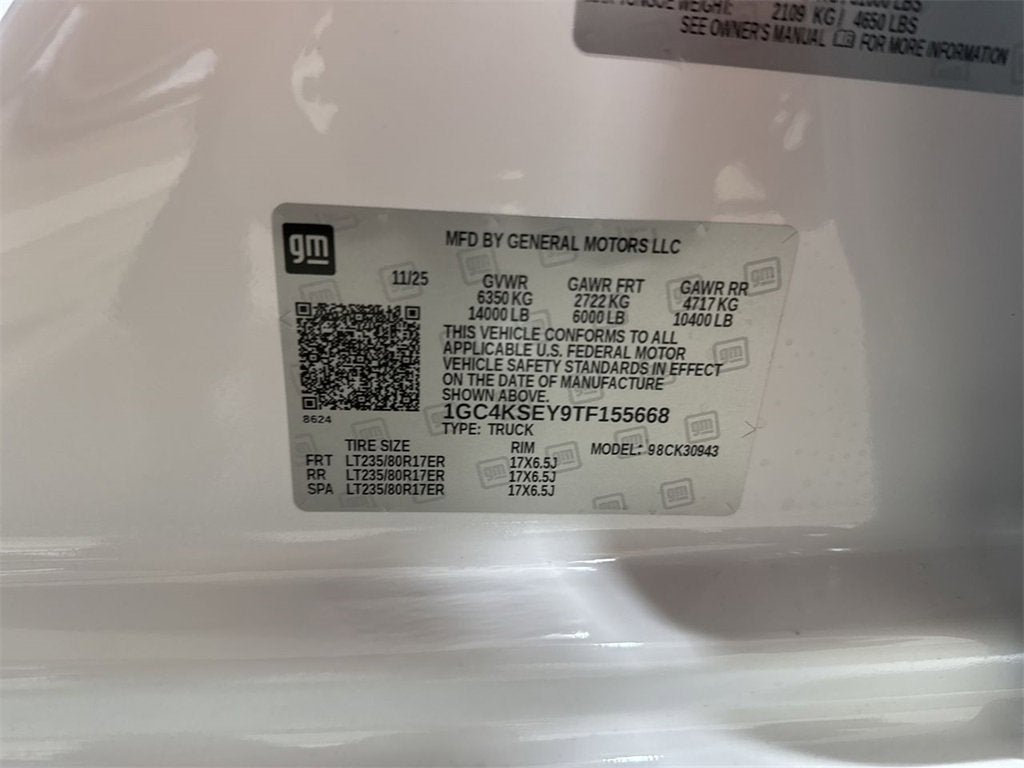 WEIGHT:
2109 KG/ 4650 LBS
SEE OWNER'S MANUAL FOR MORE INFORMATION
gm
MFD BY GENERAL MOTORS LLC
11/25 GVWR GAWR FRT GAWR RR
6350 KG 2722 KG 4717 KG
14000 LB 6000 LB 10400 LB
THIS VEHICLE CONFORMS TO ALL
APPLICABLE U.S. FEDERAL MOTOR
VEHICLE SAFETY STANDARDS IN EFFECT
ON THE DATE OF MANUFACTURE
SHOWN ABOVE.
8624
1GC4KSEY9TF155668
TYPE: TRUCK
TIRE SIZE RIM MODEL: 98CK30943
FRT LT235/80R17ER 17X6.5J
RR LT235/80R17ER 17X6.5J
SPA LT235/80R17ER 17X6.5J